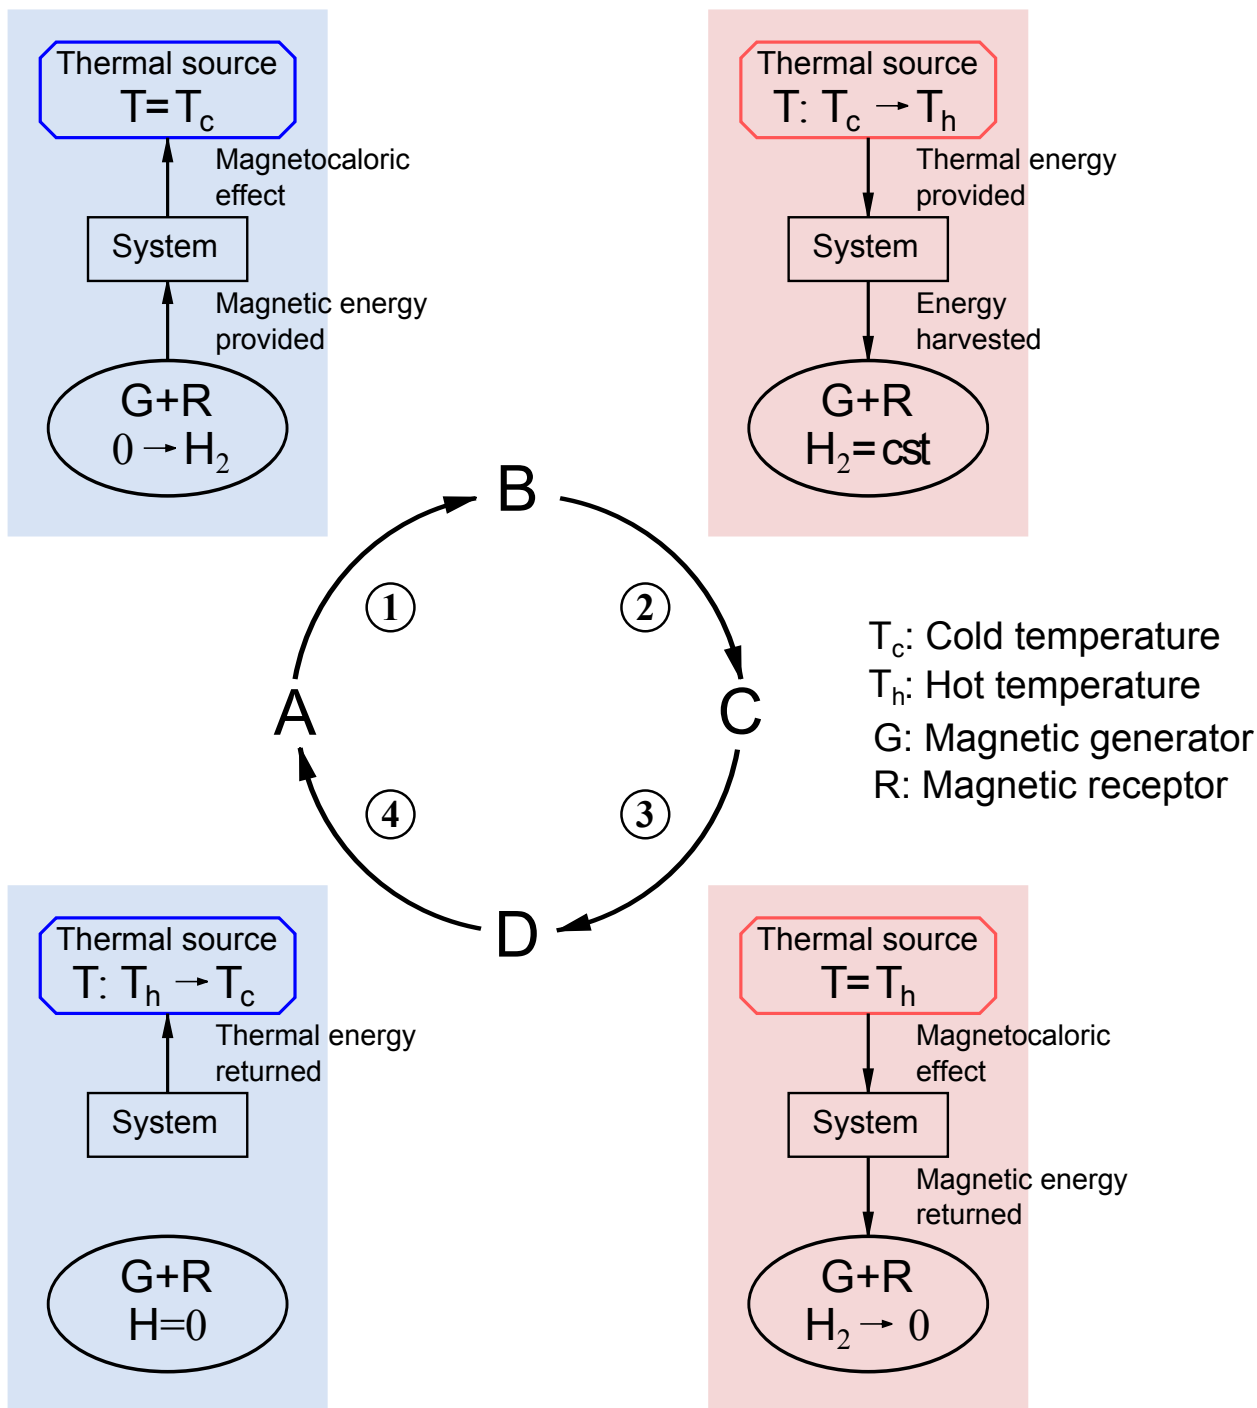 Thermal source
T= Tc
Magnetocaloric
effect
System
Magnetic energy
provided
G+R
0 → H2
Thermal source
T: Tc → Th
Thermal energy
provided
System
Energy
harvested
G+R
H2= cst
B
1
2
A
C
4
3
D
Tc: Cold temperature
Th: Hot temperature
G: Magnetic generator
R: Magnetic receptor
Thermal source
T: Th → Tc
Thermal energy
returned
System
G+R
H=0
Thermal source
T= Th
Magnetocaloric
effect
System
Magnetic energy
returned
G+R
H2 → 0